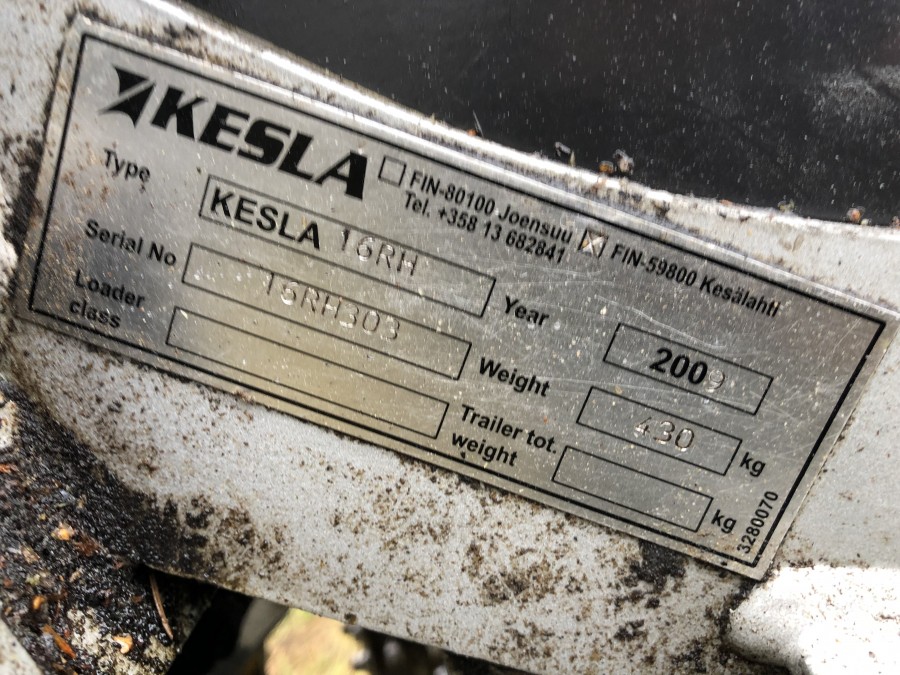 KESLA
FIN-80100 Joensuu FIN-59800 Kesälahti
Tel. +358 13 682841
Type KESLA 16RH
Year 2009
Serial No 16RH303
Weight 430 kg
Loader class
Trailer tot. weight kg
3280070